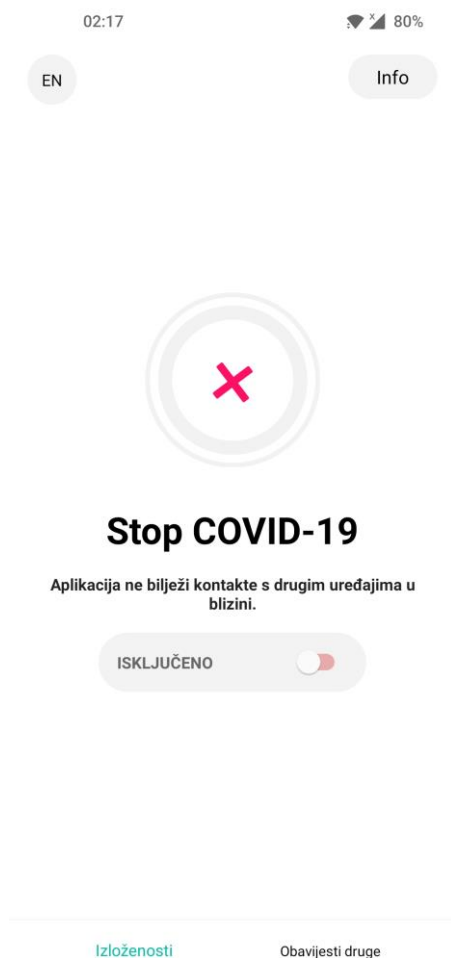 02:17
80%
EN
Info
Stop COVID-19
Aplikacija ne bilježi kontakte s drugim uređajima u
blizini.
ISKLJUČENO
Izloženosti
Obavijesti druge